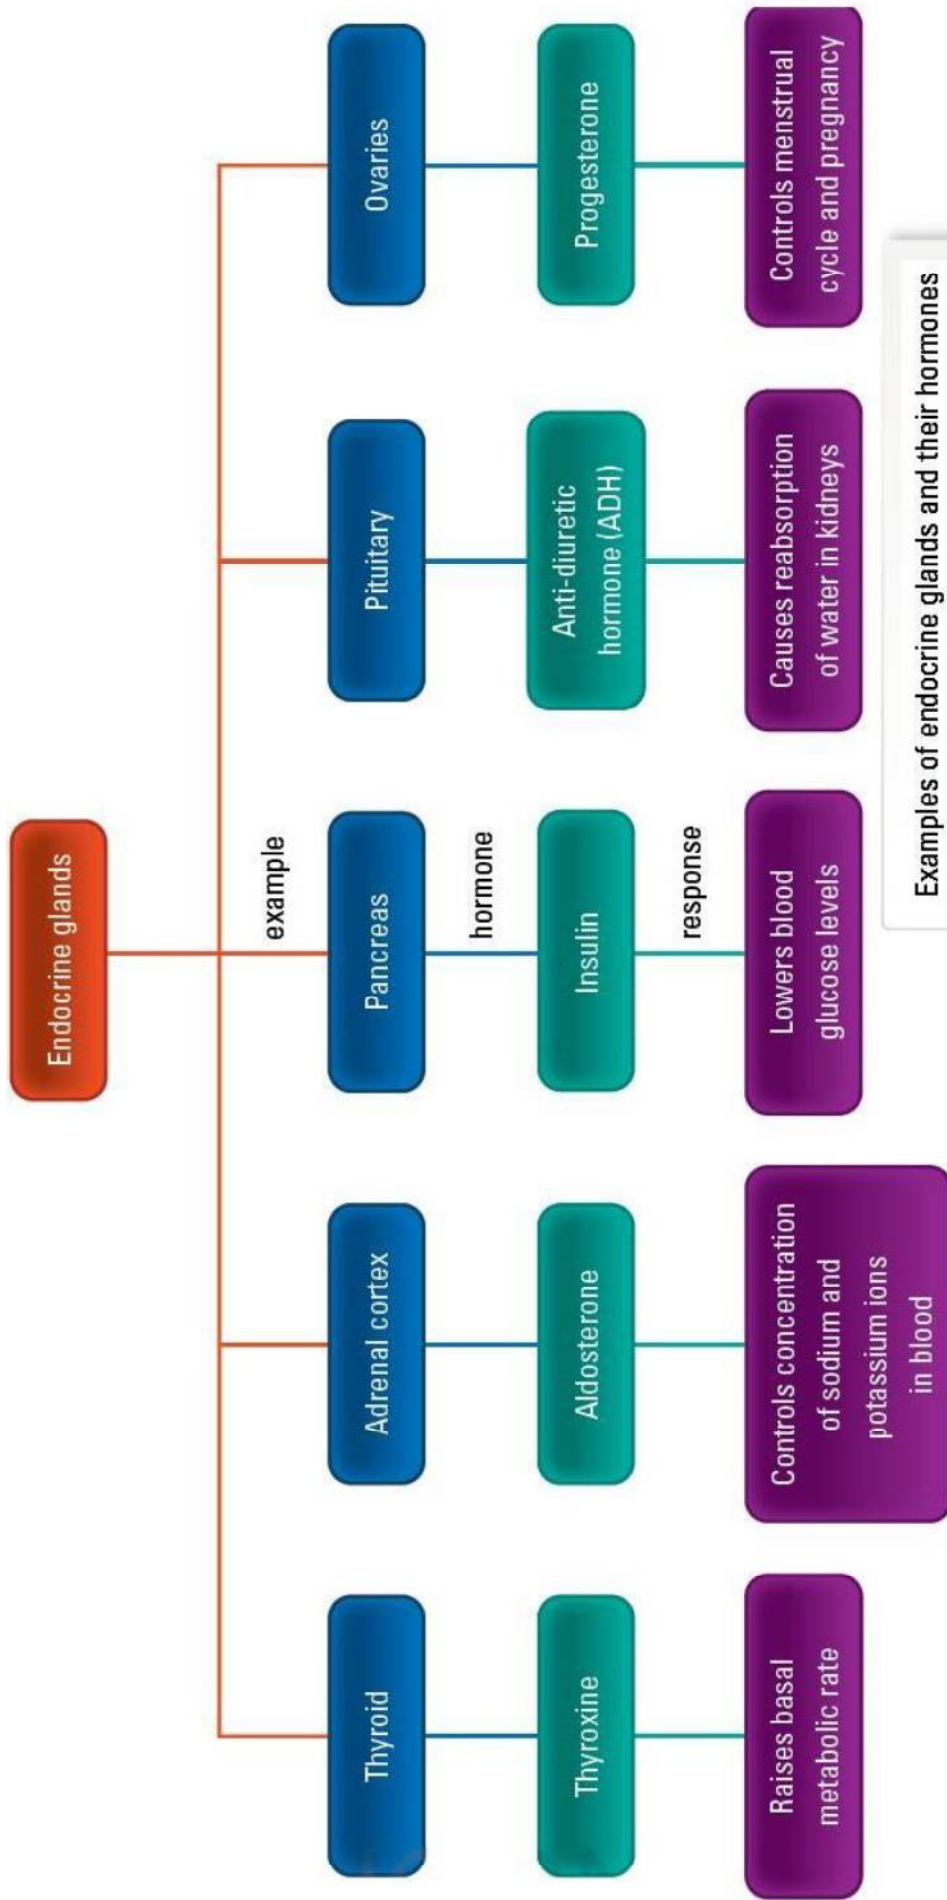 Endocrine glands
example
Thyroid
Adrenal cortex
Pancreas
Pituitary
Ovaries
hormone
Thyroxine
Aldosterone
Insulin
Anti-diuretic
hormone (ADH)
Progesterone
response
Raises basal
metabolic rate
Controls concentration
of sodium and
potassium ions
in blood
Lowers blood
glucose levels
Causes reabsorption
of water in kidneys
Controls menstrual
cycle and pregnancy
Examples of endocrine glands and their hormones